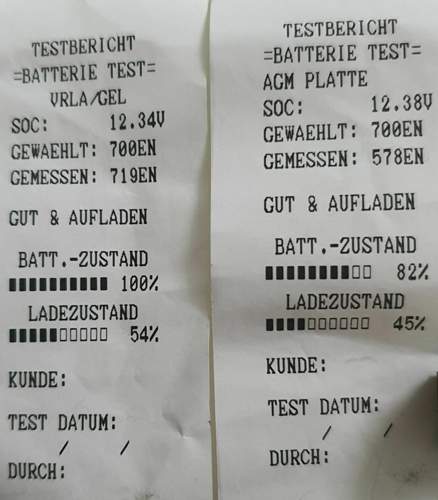 TESTBERICHT
=BATTERIE TEST=
VRLA/GEL
SOC: 12.34V
GEWAEHLT: 700EN
GEMESSEN: 719EN
GUT & AUFLADEN
BATT.-ZUSTAND
100%
LADEZUSTAND
54%
KUNDE:
TEST DATUM:
/ /
DURCH:
TESTBERICHT
=BATTERIE TEST=
AGM PLATTE
SOC: 12.38V
GEWAEHLT: 700EN
GEMESSEN: 578EN
GUT & AUFLADEN
BATT.-ZUSTAND
82%
LADEZUSTAND
45%
KUNDE:
TEST DATUM:
/ /
DURCH: